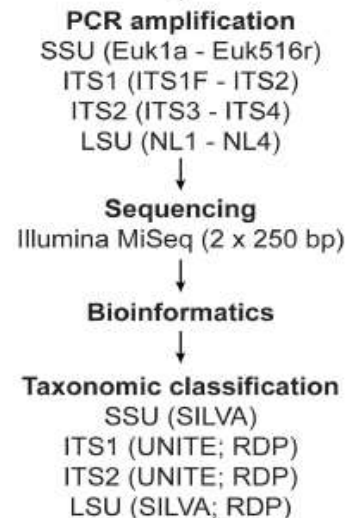 PCR amplification
SSU (Euk1a - Euk516r)
ITS1 (ITS1F - ITS2)
ITS2 (ITS3 - ITS4)
LSU (NL1 - NL4)
Sequencing
Illumina MiSeq (2 x 250 bp)
Bioinformatics
Taxonomic classification
SSU (SILVA)
ITS1 (UNITE; RDP)
ITS2 (UNITE; RDP)
LSU (SILVA; RDP)